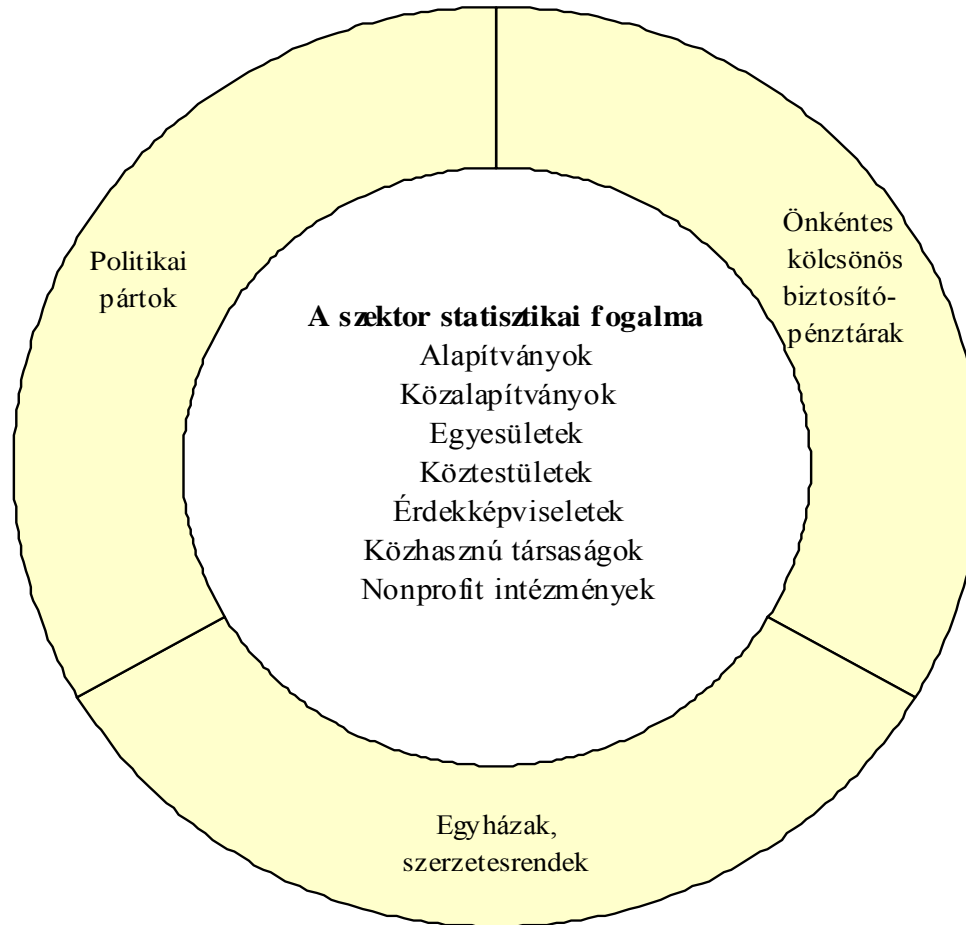 Politikai
pártok
Önkéntes
kölcsönös
biztosító-
pénztárak
A szektor statisztikai fogalma
Alapítványok
Közalapítványok
Egyesületek
Köztestületek
Érdekképviseletek
Közhasznú társaságok
Nonprofit intézmények
Egyházak,
szerzetesrendek